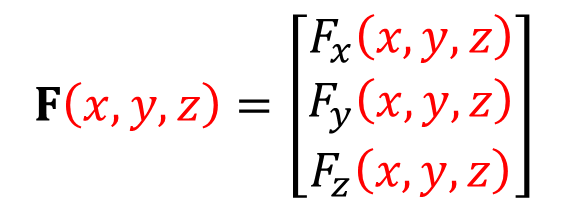 F(x, y, z) = [F_x(x, y, z)
F_y(x, y, z)
F_z(x, y, z)]